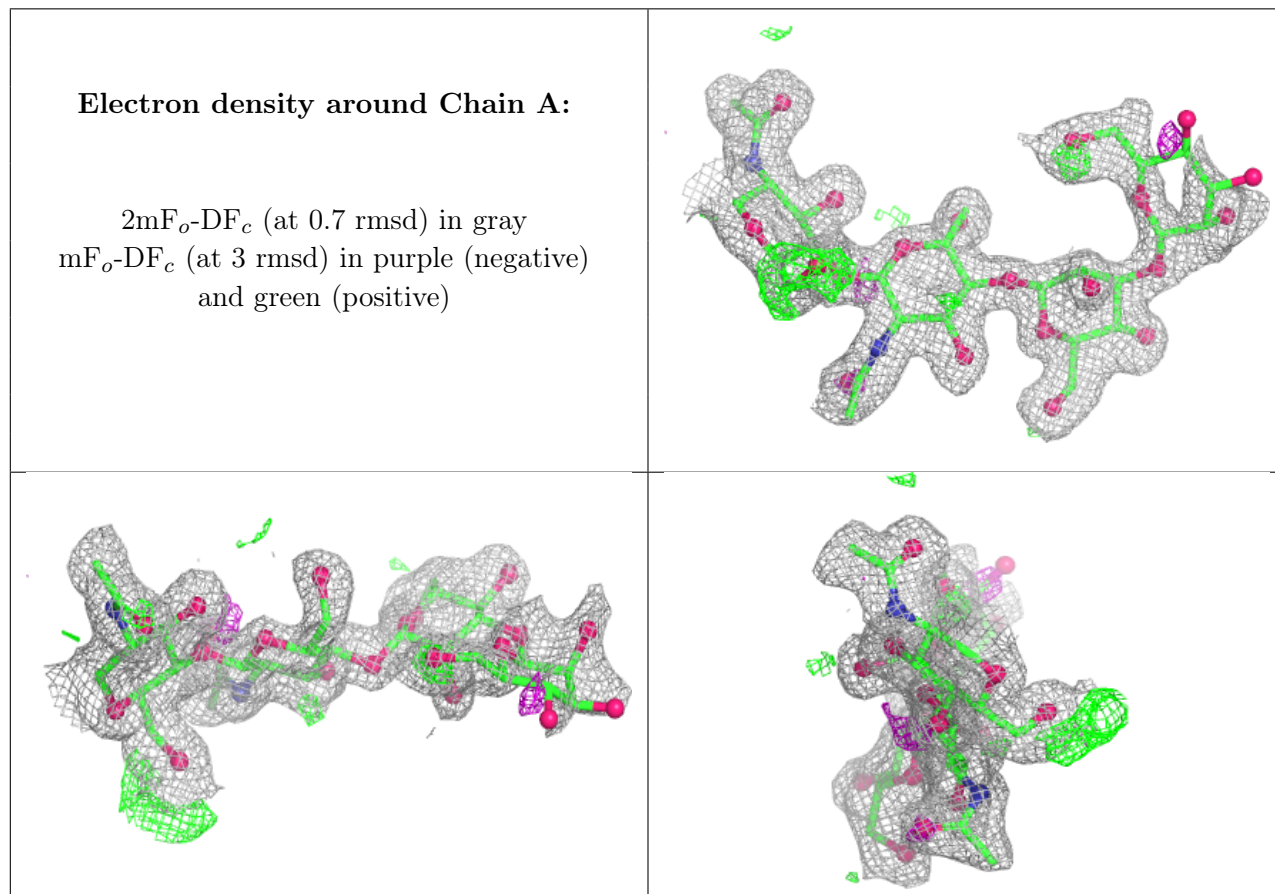 Electron density around Chain A:
2mFo-DFc (at 0.7 rmsd) in gray
mFo-DFc (at 3 rmsd) in purple (negative)
and green (positive)